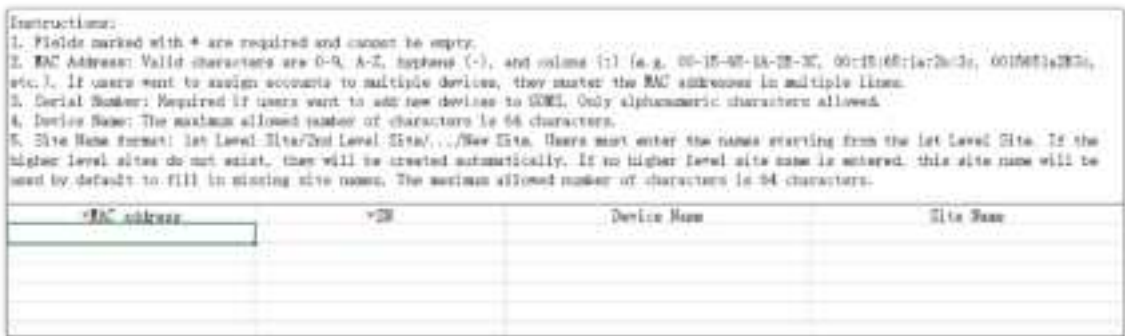 Instructions:
1. Fields marked with * are required and cannot be empty.
2. MAC Address: Valid characters are 0-9, A-Z, hyphens (-), and colons (:) (e.g. 00-15-65-1A-2B-3C, 00:15:65:1a:2b:3c, 0015651a2B3c,
etc.). If users want to assign accounts to multiple devices, they must enter the MAC addresses in multiple lines.
3. Serial Number: Required if users want to add new devices to GDMS. Only alphanumeric characters allowed.
4. Device Name: The maximum allowed number of characters is 64 characters.
5. Site Name format: 1st Level Site/2nd Level Site/.../New Site. Users must enter the names starting from the 1st Level Site. If the
higher level sites do not exist, they will be created automatically. If no higher level site name is entered, this site name will be
used by default to fill in missing site names. The maximum allowed number of characters is 64 characters.
*MAC address *SN Device Name Site Name